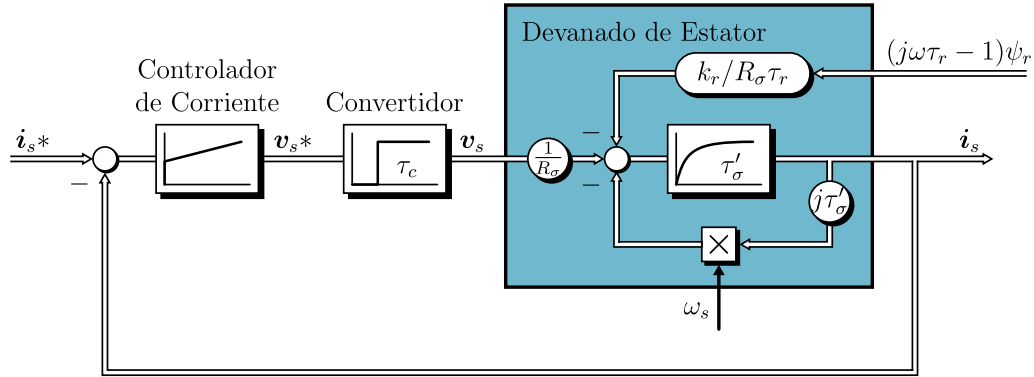 Devanado de Estator
(jωτ_r − 1)ψ_r
k_r/R_στ_r
Controlador
de Corriente
Convertidor
i_s*
v_s*
v_s
1/R_σ
τ_c
τ′_σ
i_s
−
−
−
jτ′_σ
×
ω_s